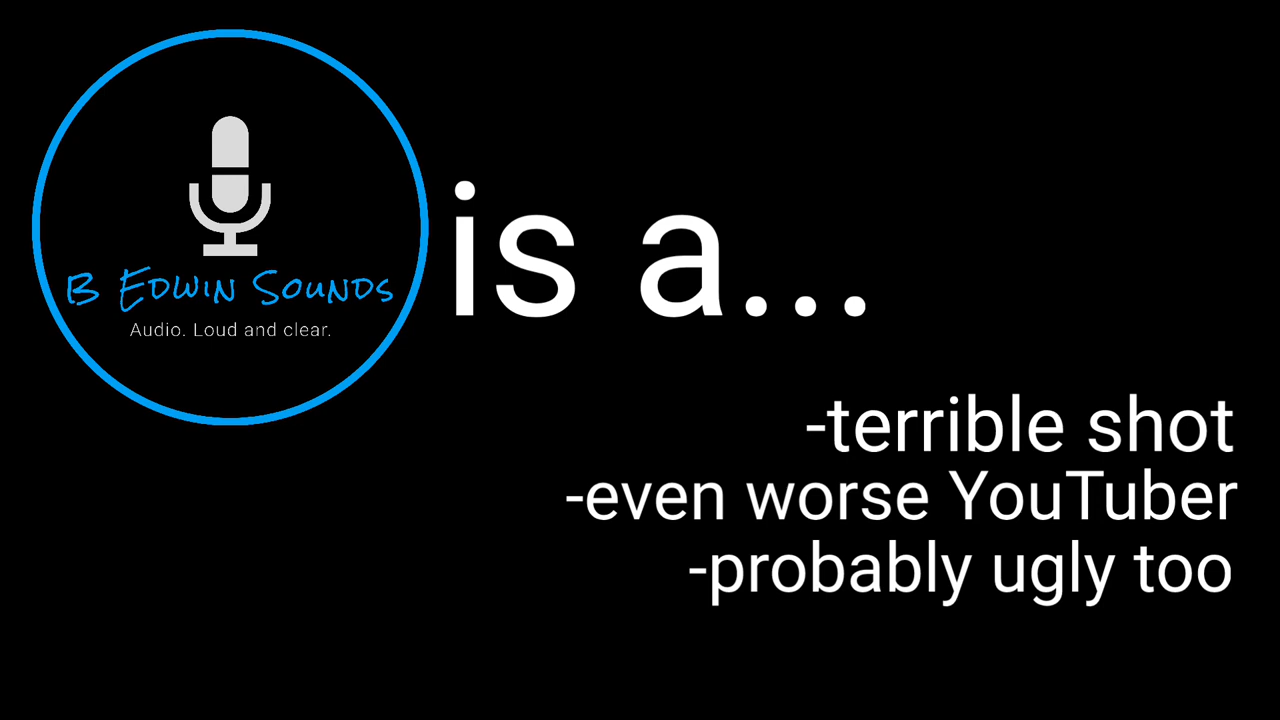 B Edwin Sounds
Audio. Loud and clear.
is a...
-terrible shot
-even worse YouTuber
-probably ugly too